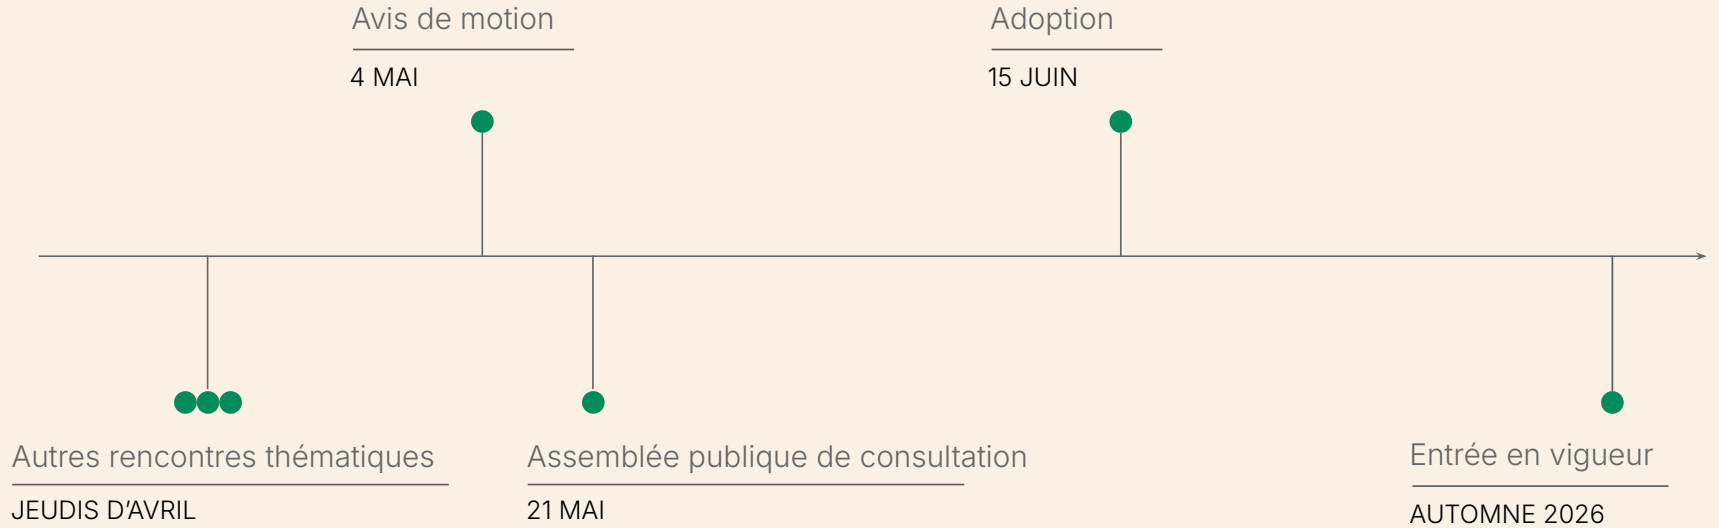 Avis de motion
4 MAI
Adoption
15 JUIN
Autres rencontres thématiques
JEUDIS D’AVRIL
Assemblée publique de consultation
21 MAI
Entrée en vigueur
AUTOMNE 2026